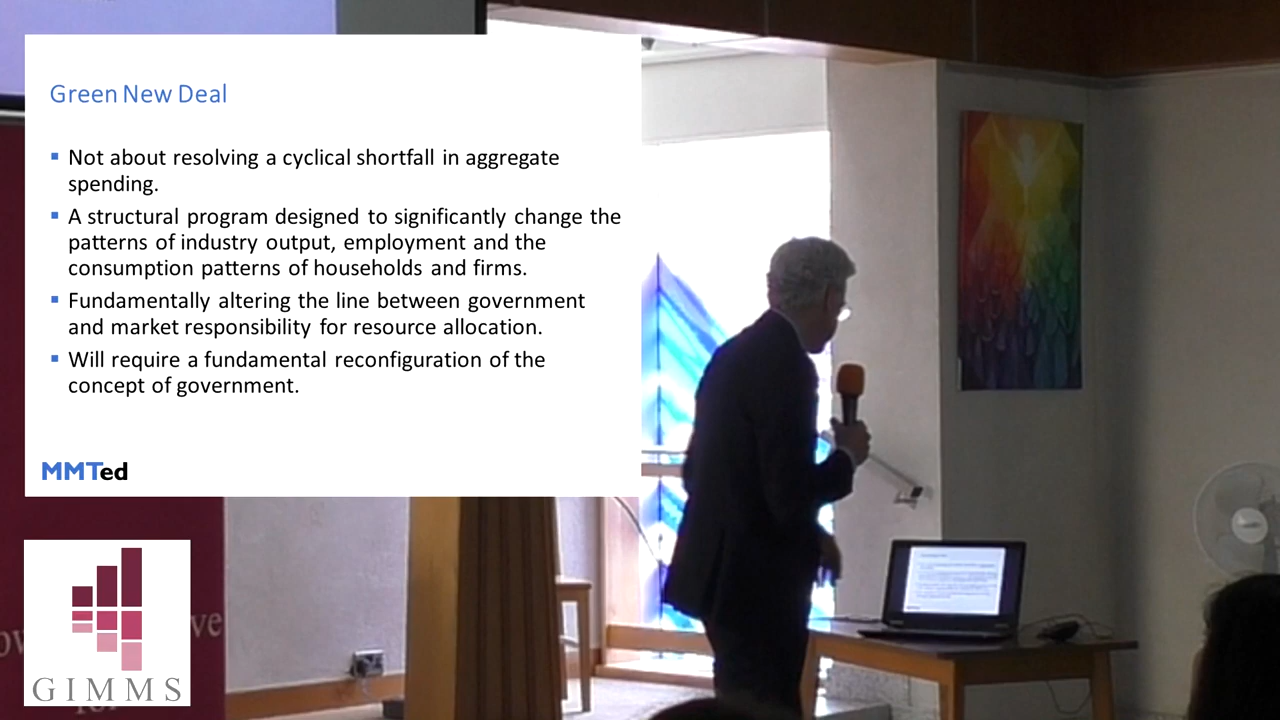 Green New Deal
Not about resolving a cyclical shortfall in aggregate
spending.
A structural program designed to significantly change the
patterns of industry output, employment and the
consumption patterns of households and firms.
Fundamentally altering the line between government
and market responsibility for resource allocation.
Will require a fundamental reconfiguration of the
concept of government.
MMTed
GIMMS